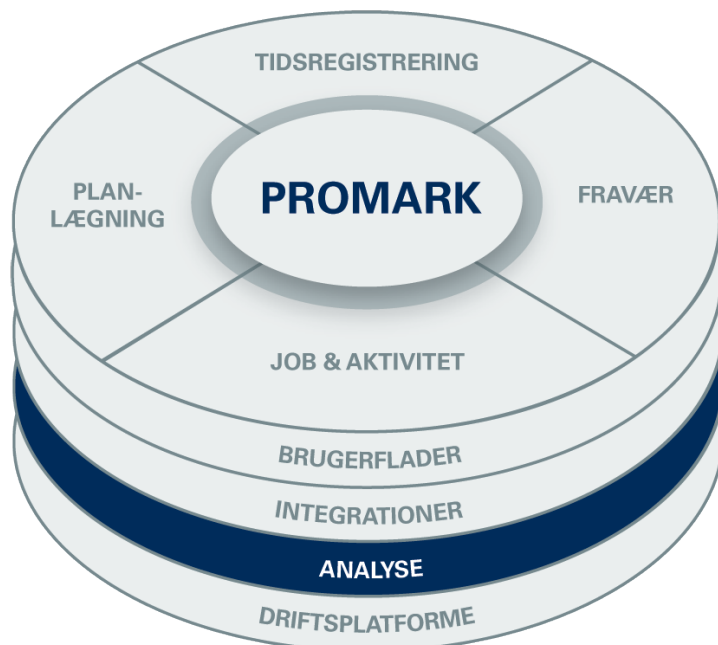 TIDSREGISTRERING
PLAN-
LÆGNING
PROMARK
FRAVÆR
JOB & AKTIVITET
BRUGERFLADER
INTEGRATIONER
ANALYSE
DRIFTSPLATFORME